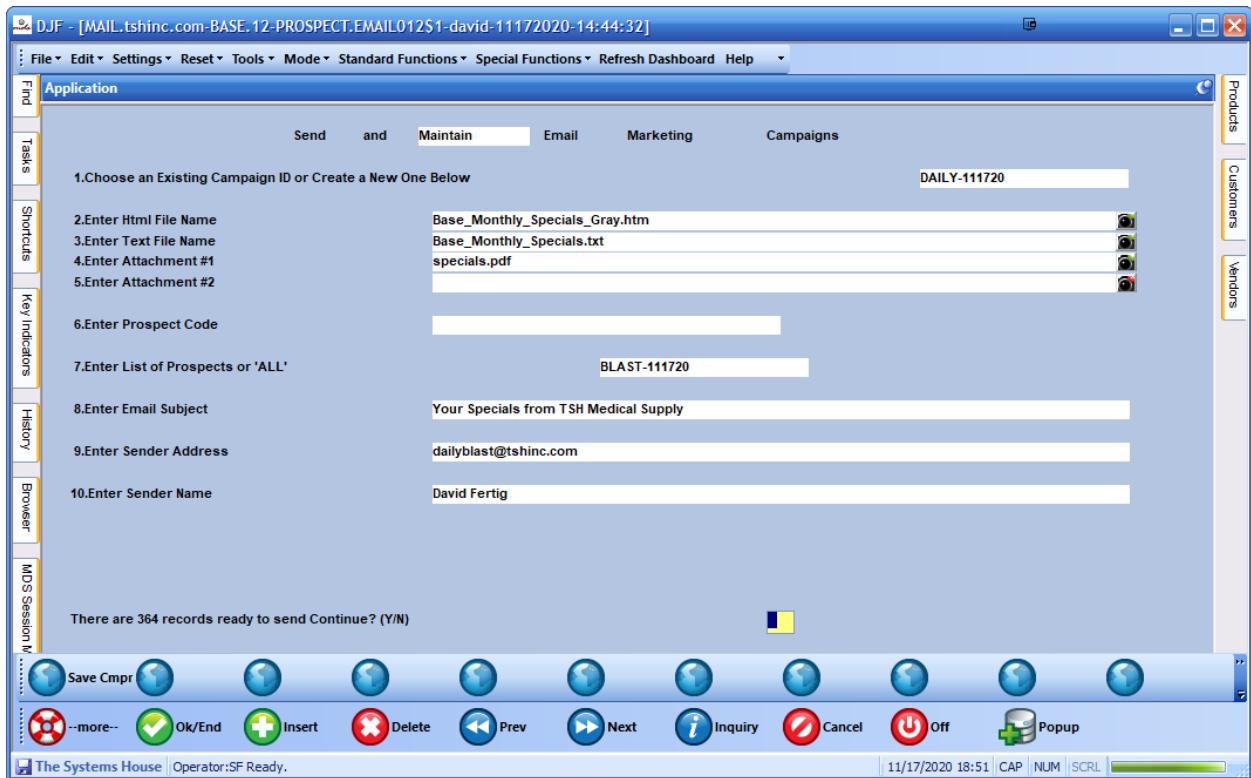 DJF - [MAIL.tshinc.com-BASE.12-PROSPECT.EMAIL012$1-david-11172020-14:44:32]
File Edit Settings Reset Tools Mode Standard Functions Special Functions Refresh Dashboard Help
Application
Find
Tasks
Shortcuts
Key Indicators
History
Browser
MDS Session M
Products
Customers
Vendors
Send and Maintain Email Marketing Campaigns
1.Choose an Existing Campaign ID or Create a New One Below DAILY-111720
2.Enter Html File Name Base_Monthly_Specials_Gray.htm
3.Enter Text File Name Base_Monthly_Specials.txt
4.Enter Attachment #1 specials.pdf
5.Enter Attachment #2
6.Enter Prospect Code
7.Enter List of Prospects or 'ALL' BLAST-111720
8.Enter Email Subject Your Specials from TSH Medical Supply
9.Enter Sender Address dailyblast@tshinc.com
10.Enter Sender Name David Fertig
There are 364 records ready to send Continue? (Y/N)
Save Cmpr
--more-- Ok/End Insert Delete Prev Next Inquiry Cancel Off Popup
The Systems House Operator:SF Ready. 11/17/2020 18:51 CAP NUM SCRL